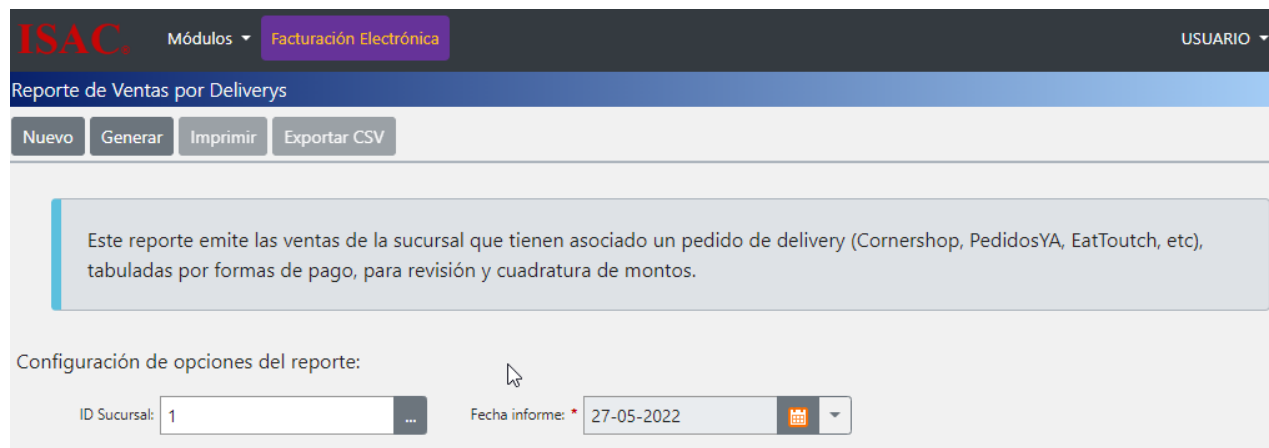 ISAC.
Módulos
Facturación Electrónica
USUARIO
Reporte de Ventas por Deliverys
Nuevo
Generar
Imprimir
Exportar CSV
Este reporte emite las ventas de la sucursal que tienen asociado un pedido de delivery (Cornershop, PedidosYA, EatToutch, etc),
tabuladas por formas de pago, para revisión y cuadratura de montos.
Configuración de opciones del reporte:
ID Sucursal: 1 ...
Fecha informe: * 27-05-2022